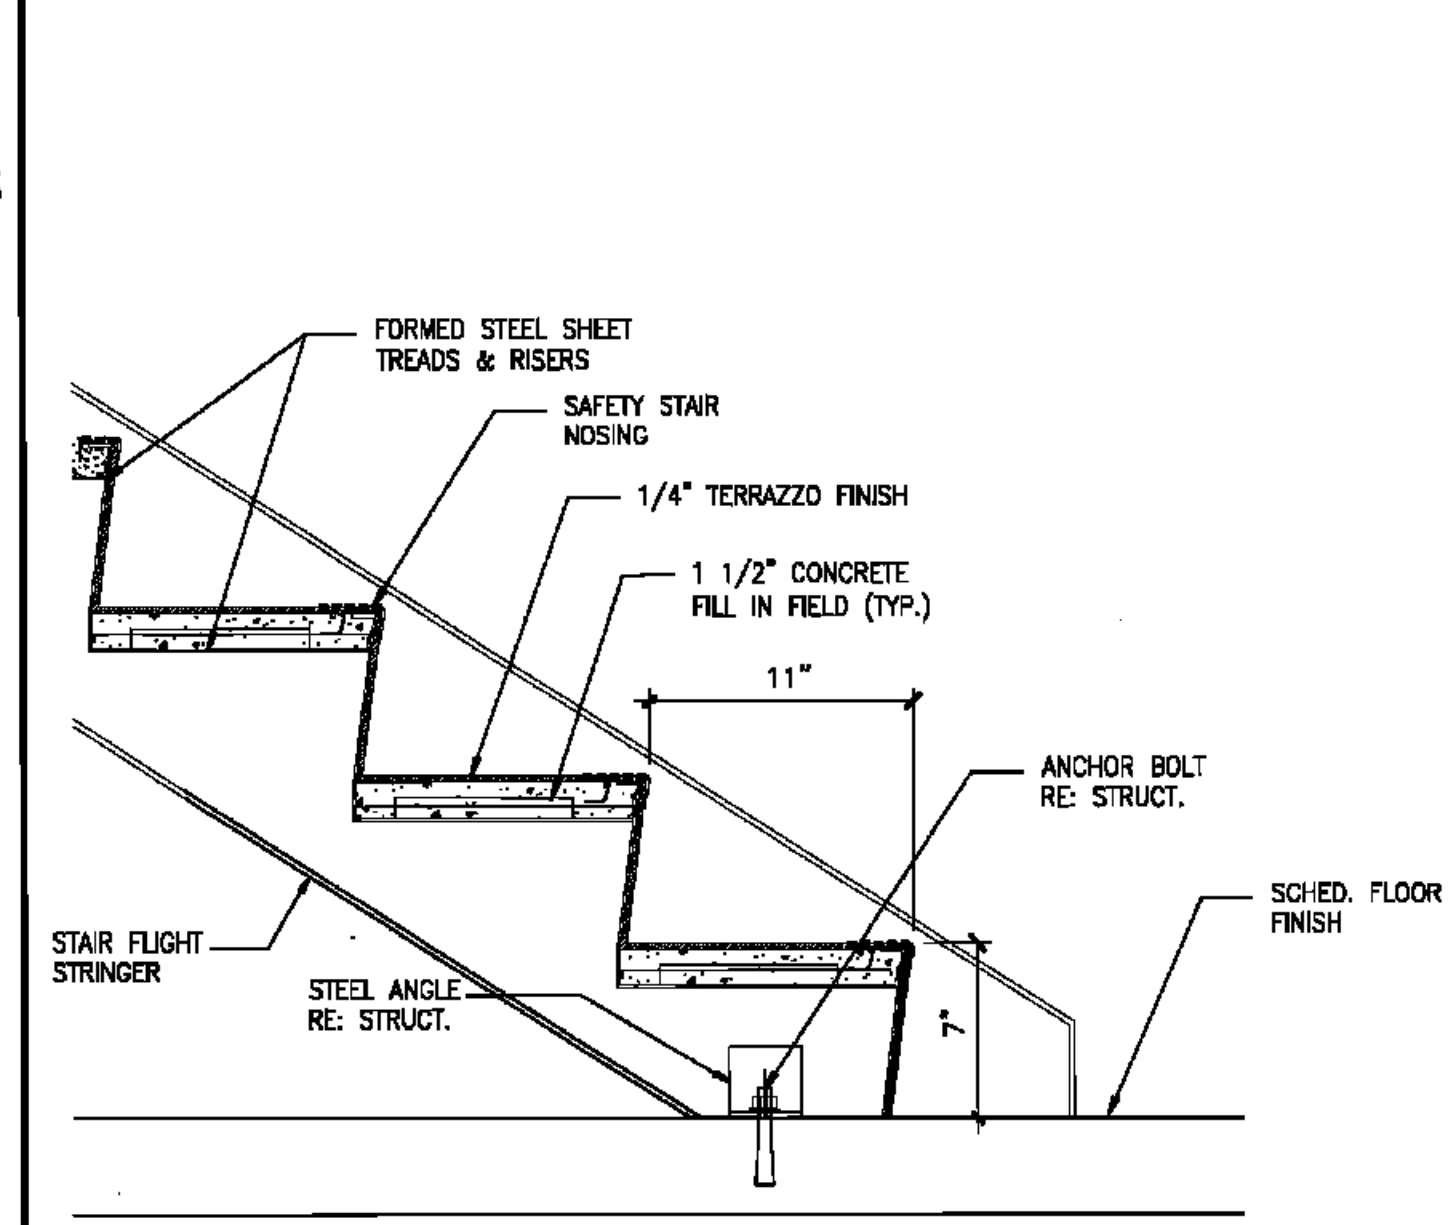 FORMED STEEL SHEET
TREADS & RISERS
SAFETY STAIR
NOSING
1/4" TERRAZZO FINISH
1 1/2" CONCRETE
FILL IN FIELD (TYP.)
11"
ANCHOR BOLT
RE: STRUCT.
SCHED. FLOOR
FINISH
STAIR FLIGHT
STRINGER
STEEL ANGLE
RE: STRUCT.
7"